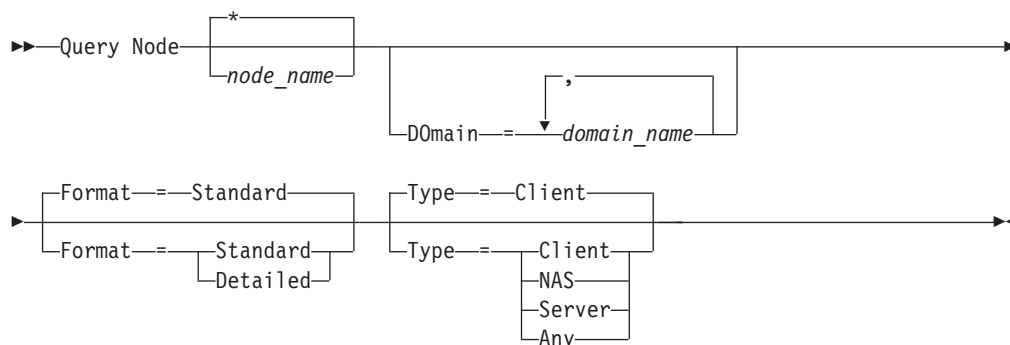 *
Query Node
node_name
,
DOmain = domain_name
Format = Standard
Type = Client
Format = Standard
Detailed
Type = Client
NAS
Server
Any